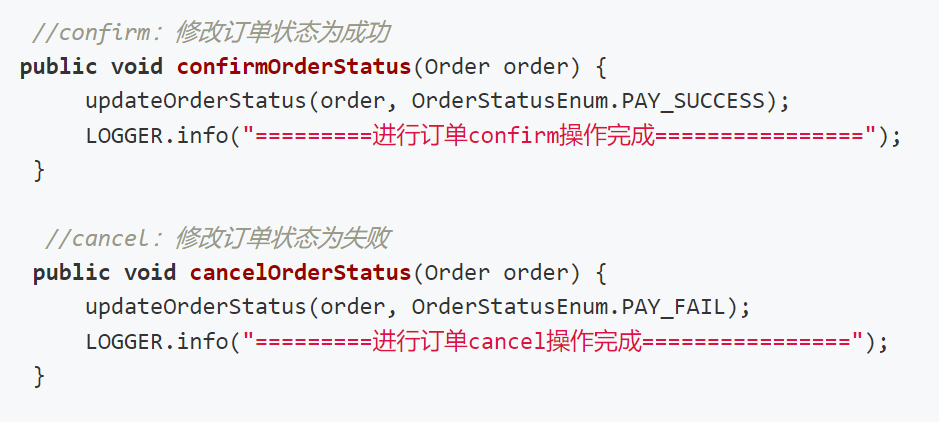 //confirm：修改订单状态为成功
public void confirmOrderStatus(Order order) {
updateOrderStatus(order, OrderStatusEnum.PAY_SUCCESS);
LOGGER.info("=========进行订单confirm操作完成================");
}
//cancel：修改订单状态为失败
public void cancelOrderStatus(Order order) {
updateOrderStatus(order, OrderStatusEnum.PAY_FAIL);
LOGGER.info("=========进行订单cancel操作完成================");
}